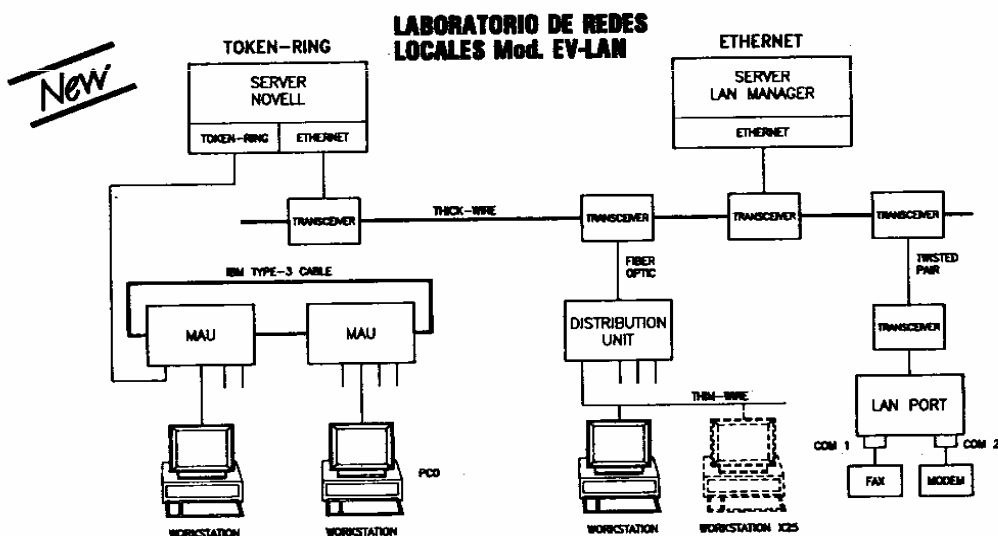 LABORATORIO DE REDES
LOCALES Mod. EV-LAN
New
TOKEN-RING
SERVER
NOVELL
TOKEN-RING
ETHERNET
ETHERNET
SERVER
LAN MANAGER
ETHERNET
TRANSCEIVER
THICK-WIRE
TRANSCEIVER
TRANSCEIVER
TRANSCEIVER
IBM TYPE-3 CABLE
FIBER
OPTIC
TWISTED
PAIR
MAU
MAU
DISTRIBUTION
UNIT
TRANSCEIVER
THIM-WIRE
LAN PORT
COM 1
COM 2
PCO
FAX
MODEM
WORKSTATION
WORKSTATION
WORKSTATION
WORKSTATION X25